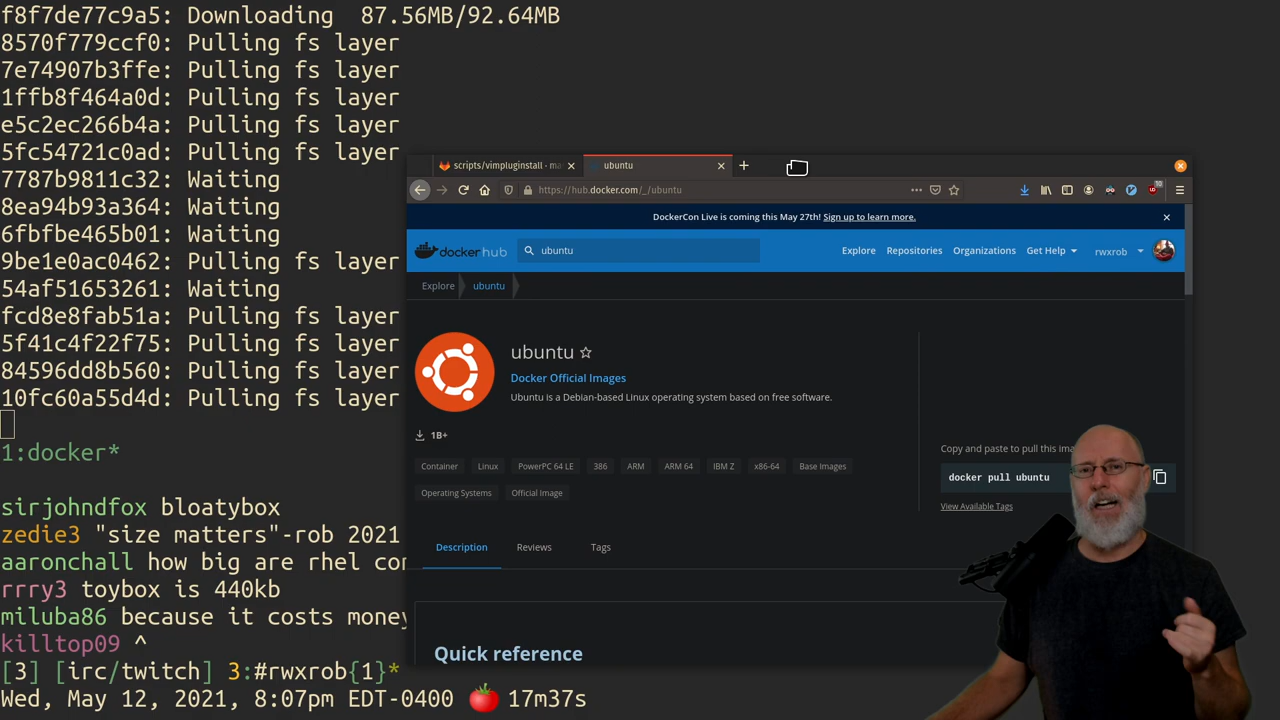 f8f7de77c9a5: Downloading  87.56MB/92.64MB
8570f779ccf0: Pulling fs layer
7e74907b3ffe: Pulling fs layer
1ffb8f464a0d: Pulling fs layer
e5c2ec266b4a: Pulling fs layer
5fc54721c0ad: Pulling fs layer
7787b9811c32: Waiting
8ea94b93a364: Waiting
6fbfbe465b01: Waiting
9be1e0ac0462: Pulling fs layer
54af51653261: Waiting
fcd8e8fab51a: Pulling fs layer
5f41c4f22f75: Pulling fs layer
84596dd8b560: Pulling fs layer
10fc60a55d4d: Pulling fs layer
1:docker*
sirjohndfox bloatybox
zedie3 "size matters"-rob 2021
aaronchall how big are rhel con
rrry3 toybox is 440kb
miluba86 because it costs money
killtop09 ^
[3] [irc/twitch] 3:#rwxrob{1}*
Wed, May 12, 2021, 8:07pm EDT-0400 17m37s
scripts/vimpluginstall - ma
ubuntu
https://hub.docker.com/_/ubuntu
DockerCon Live is coming this May 27th! Sign up to learn more.
docker hub
ubuntu
Explore Repositories Organizations Get Help rwxrob
Explore ubuntu
ubuntu
Docker Official Images
Ubuntu is a Debian-based Linux operating system based on free software.
1B+
Container Linux PowerPC 64 LE 386 ARM ARM 64 IBM Z x86-64 Base Images
Operating Systems Official Image
Copy and paste to pull this ima
docker pull ubuntu
View Available Tags
Description Reviews Tags
Quick reference